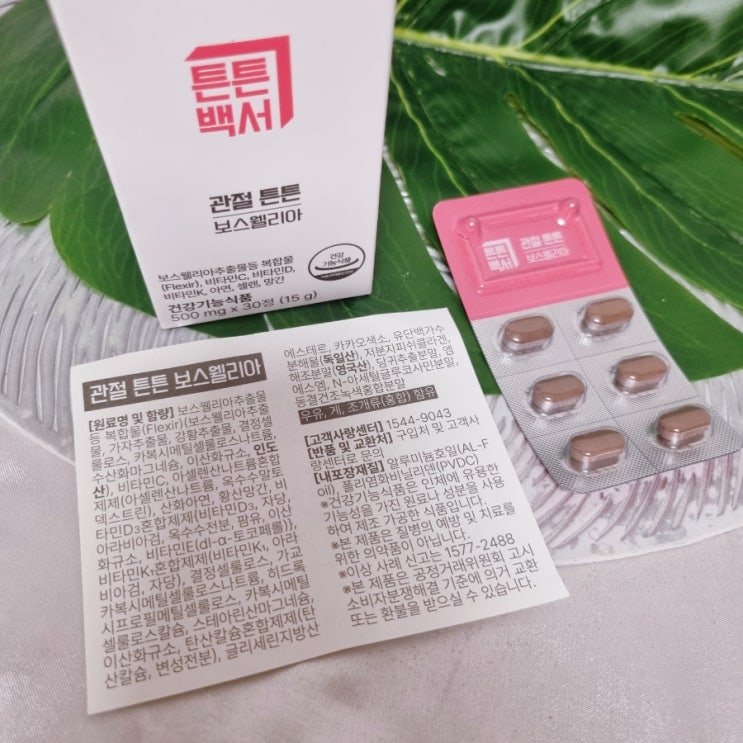 튼튼
백서
관절 튼튼
보스웰리아
보스웰리아추출물등 복합물
(Flexir), 비타민C, 비타민D,
비타민K, 아연, 셀렌, 망간
건강기능식품
500 mg x 30정 (15 g)
건강
기능식품
튼튼
백서
관절 튼튼
보스웰리아
관절 튼튼 보스웰리아
[원료명 및 함량] 보스웰리아추출물
등 복합물(Flexir)(보스웰리아추출
물, 가자추출물, 강황추출물, 결정셀
룰로스, 카복시메틸셀룰로스나트륨,
수산화마그네슘, 이산화규소, 인도
산), 비타민C, 아셀렌산나트륨혼합
제제(아셀렌산나트륨, 옥수수말토
덱스트린), 산화아연, 황산망간, 비
타민D₃혼합제제(비타민D₃, 자당,
아라비아검, 옥수수전분, 팜유, 이산
화규소, 비타민E(dl-α-토코페롤)),
비타민K₁혼합제제(비타민K₁, 아라
비아검, 자당), 결정셀룰로스, 가교
카복시메틸셀룰로스나트륨, 히드록
시프로필메틸셀룰로스, 카복시메틸
셀룰로스칼슘, 스테아린산마그네슘,
이산화규소, 탄산칼슘혼합제제(탄
산칼슘, 변성전분), 글리세린지방산
에스테르, 카카오색소, 유단백가수
분해물(독일산), 저분자피쉬콜라겐,
해조분말(영국산), 당귀추출분말, 엠
에스엠, N-아세틸글루코사민분말,
동결건조녹색홍합분말
우유, 게, 조개류(홍합) 함유
[고객사랑센터] 1544-9043
[반품 및 교환처] 구입처 및 고객사
랑센터로 문의
[내포장재질] 알루미늄호일(AL-F
oil), 폴리염화비닐리덴(PVDC)
※건강기능식품은 인체에 유용한
기능성을 가진 원료나 성분을 사용
하여 제조 가공한 식품입니다.
※본 제품은 질병의 예방 및 치료를
위한 의약품이 아닙니다.
※이상 사례 신고는 1577-2488
※본 제품은 공정거래위원회 고시
소비자분쟁해결 기준에 의거 교환
또는 환불을 받으실 수 있습니다.